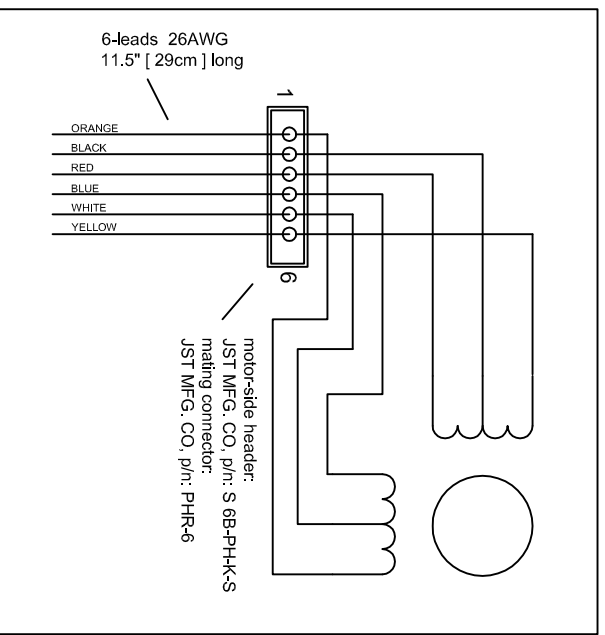 6-leads 26AWG
11.5" [ 29cm ] long
1
ORANGE
BLACK
RED
BLUE
WHITE
YELLOW
6
motor-side header:
JST MFG. CO, p/n: S 6B-PH-K-S
mating connector:
JST MFG. CO, p/n: PHR-6